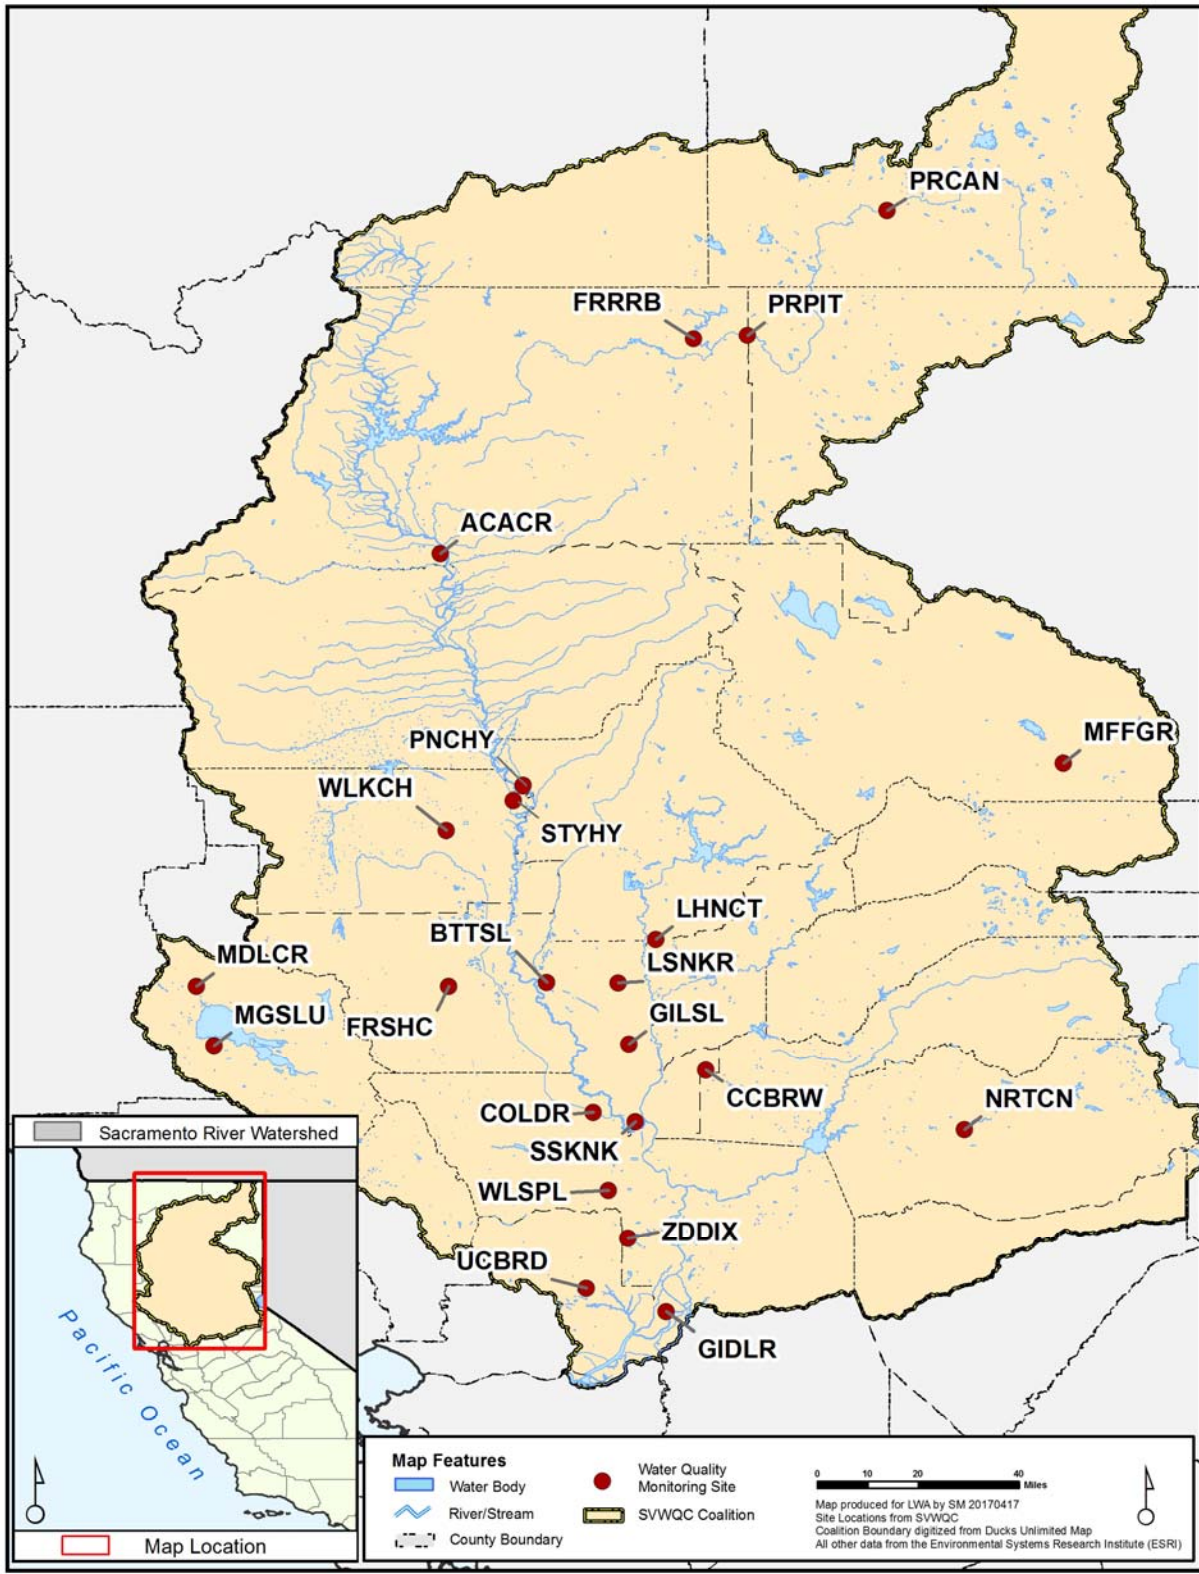 PRCAN
FRRRB
PRPIT
ACACR
PNCHY
MFFGR
WLKCH
STYHY
LHNCT
BTTSL
MDLCR
LSNKR
MGSLU
FRSHC
GILSL
CCBRW
NRTCN
COLDR
SSKNK
WLSPL
ZDDIX
UCBRD
GIDLR
Sacramento River Watershed
Pacific Ocean
Map Location
Map Features
Water Body
River/Stream
County Boundary
Water Quality
Monitoring Site
SVWQC Coalition
0 10 20 40
Miles
Map produced for LWA by SM 20170417
Site Locations from SVWQC
Coalition Boundary digitized from Ducks Unlimited Map
All other data from the Environmental Systems Research Institute (ESRI)